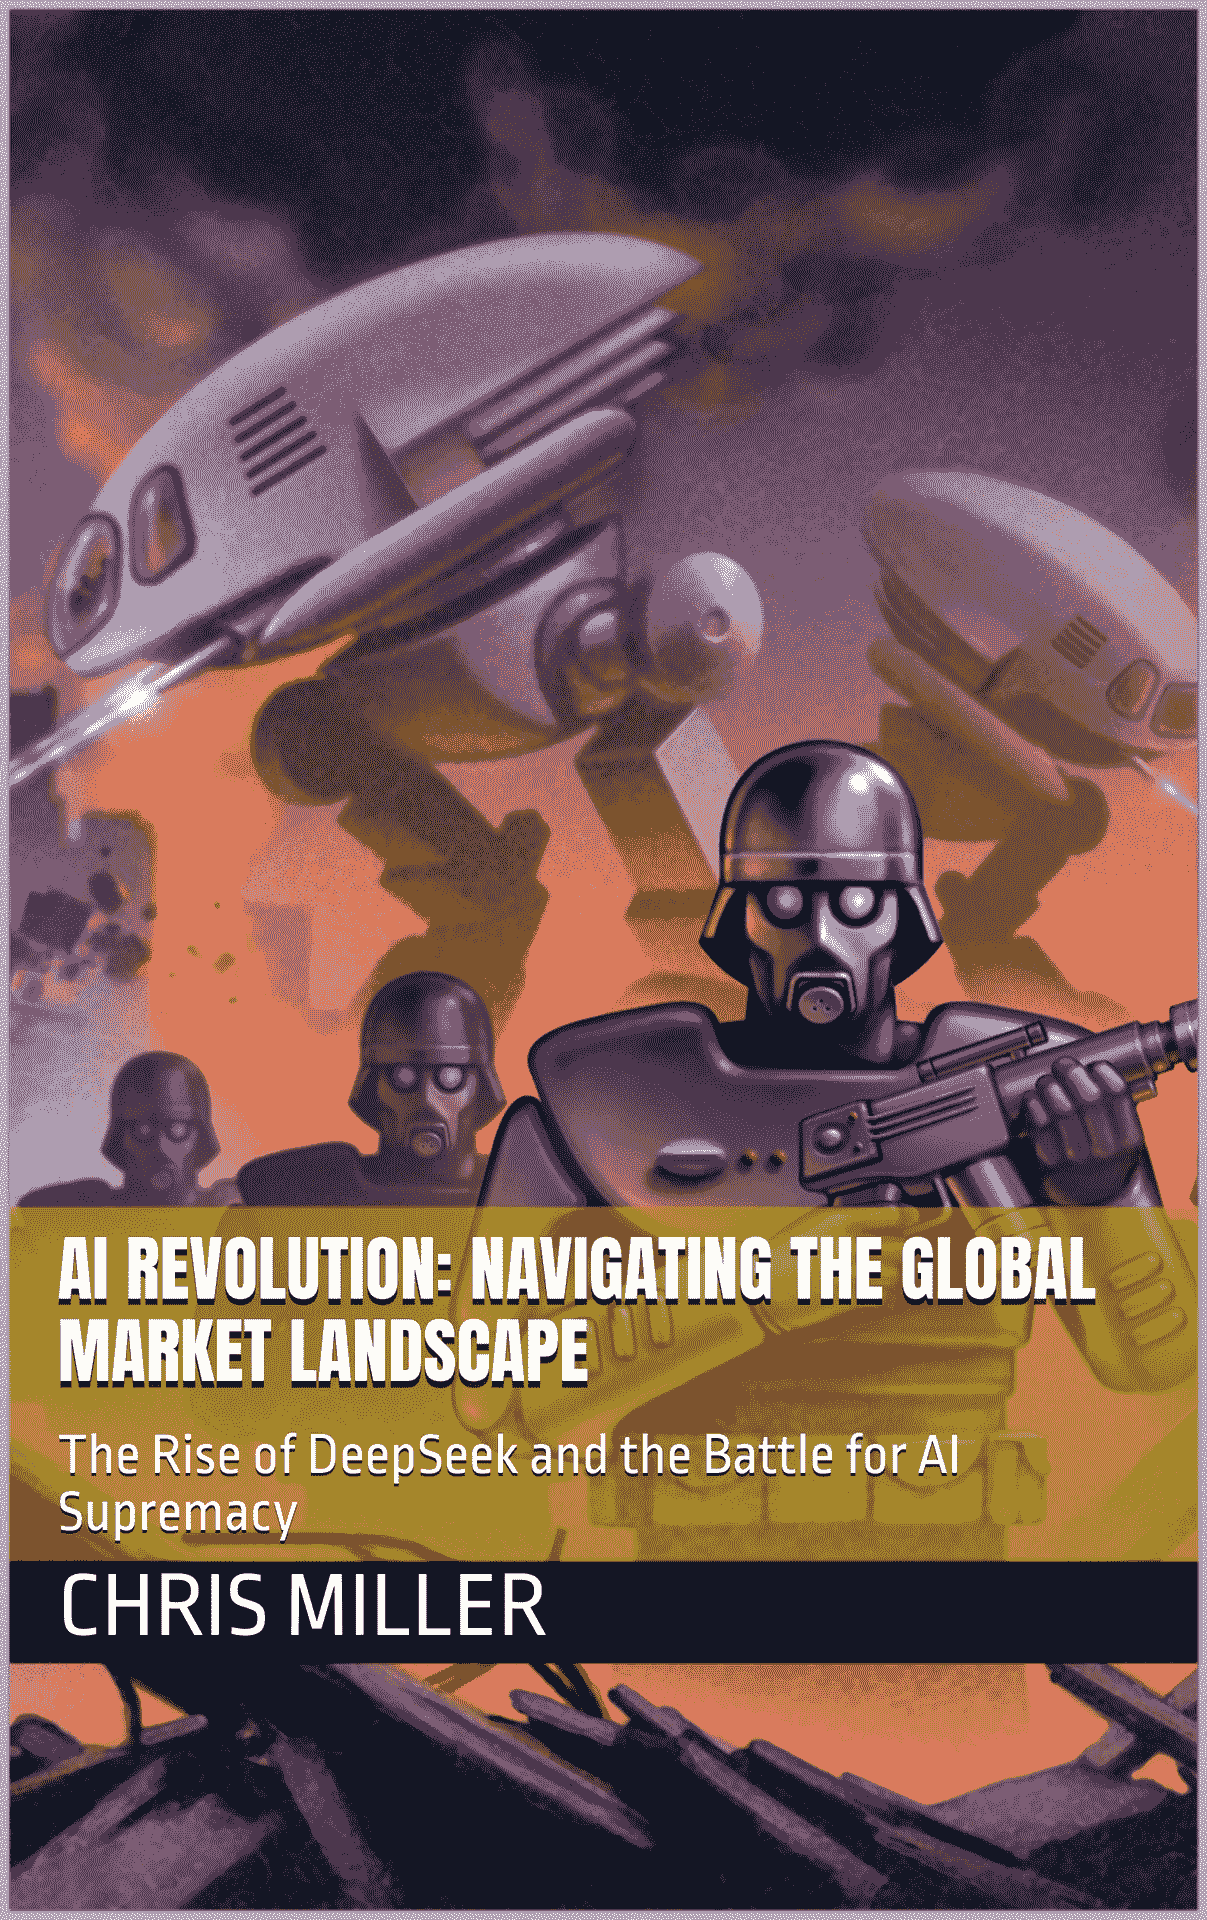 AI REVOLUTION: NAVIGATING THE GLOBAL
MARKET LANDSCAPE
The Rise of DeepSeek and the Battle for AI
Supremacy
CHRIS MILLER